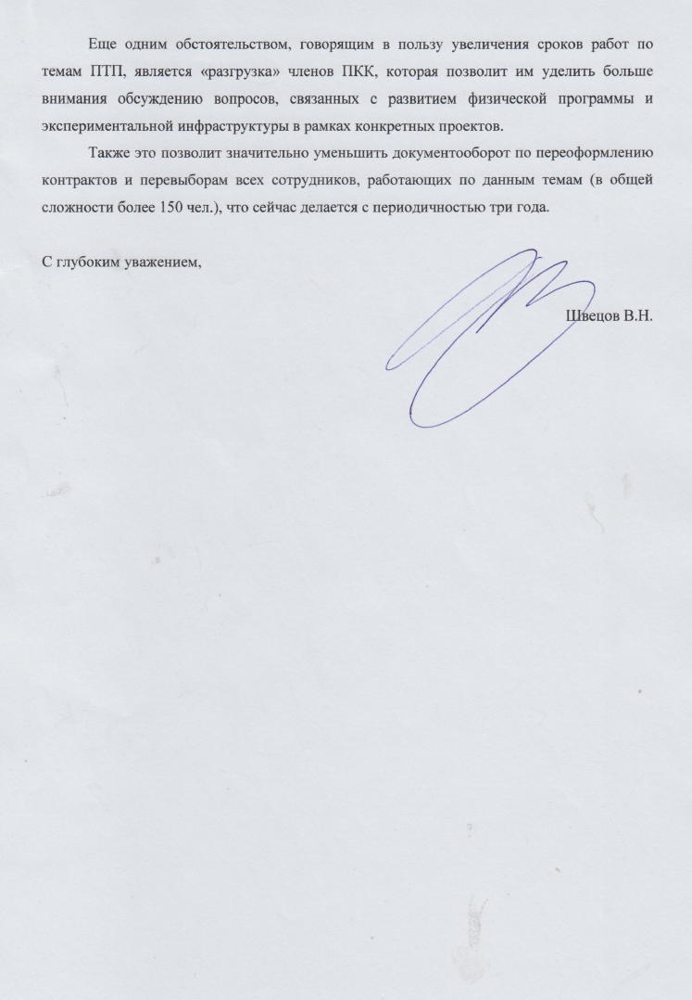 Еще одним обстоятельством, говорящим в пользу увеличения сроков работ по
темам ПТП, является «разгрузка» членов ПКК, которая позволит им уделить больше
внимания обсуждению вопросов, связанных с развитием физической программы и
экспериментальной инфраструктуры в рамках конкретных проектов.
Также это позволит значительно уменьшить документооборот по переоформлению
контрактов и перевыборам всех сотрудников, работающих по данным темам (в общей
сложности более 150 чел.), что сейчас делается с периодичностью три года.
С глубоким уважением,
Швецов В.Н.